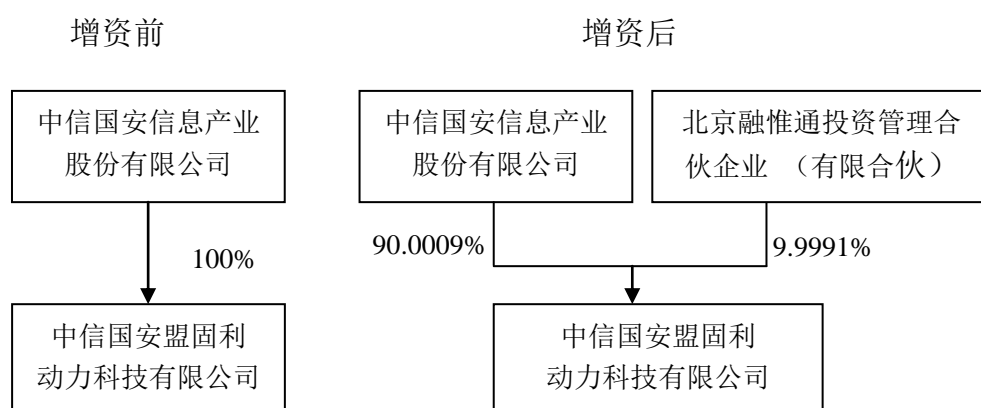 增资前
增资后
中信国安信息产业
股份有限公司
中信国安信息产业
股份有限公司
北京融惟通投资管理合
伙企业 （有限合伙）
100%
90.0009%
9.9991%
中信国安盟固利
动力科技有限公司
中信国安盟固利
动力科技有限公司